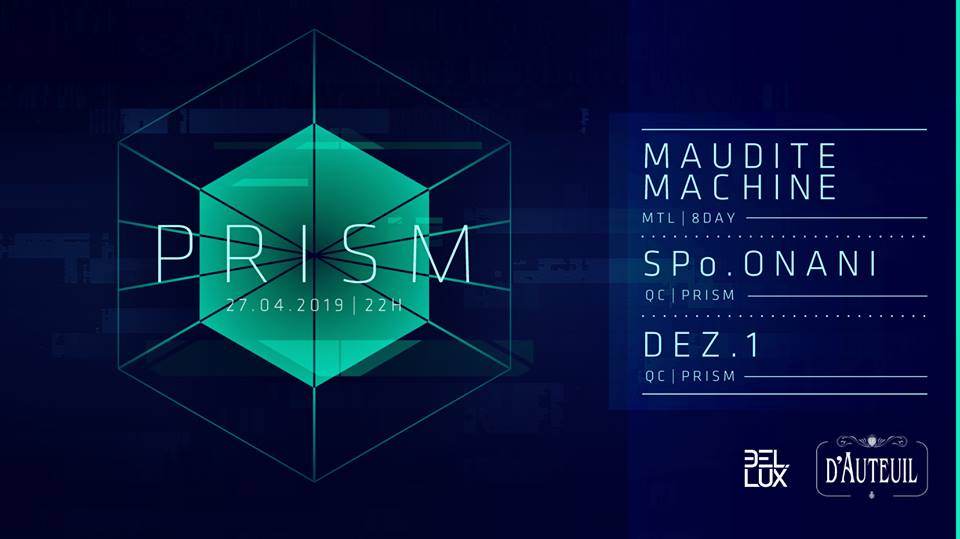 PRISM
27.04.2019 | 22H
MAUDITE
MACHINE
MTL | 8DAY
SPo.ONANI
QC | PRISM
DEZ.1
QC | PRISM
DEL
LUX
D'AUTEUIL